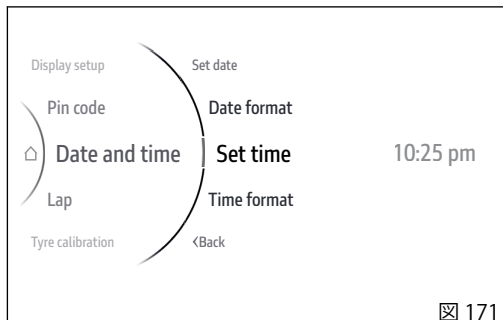 Display setup
Pin code
Date and time
Lap
Tyre calibration
Set date
Date format
Set time
Time format
<Back
10:25 pm
図 171